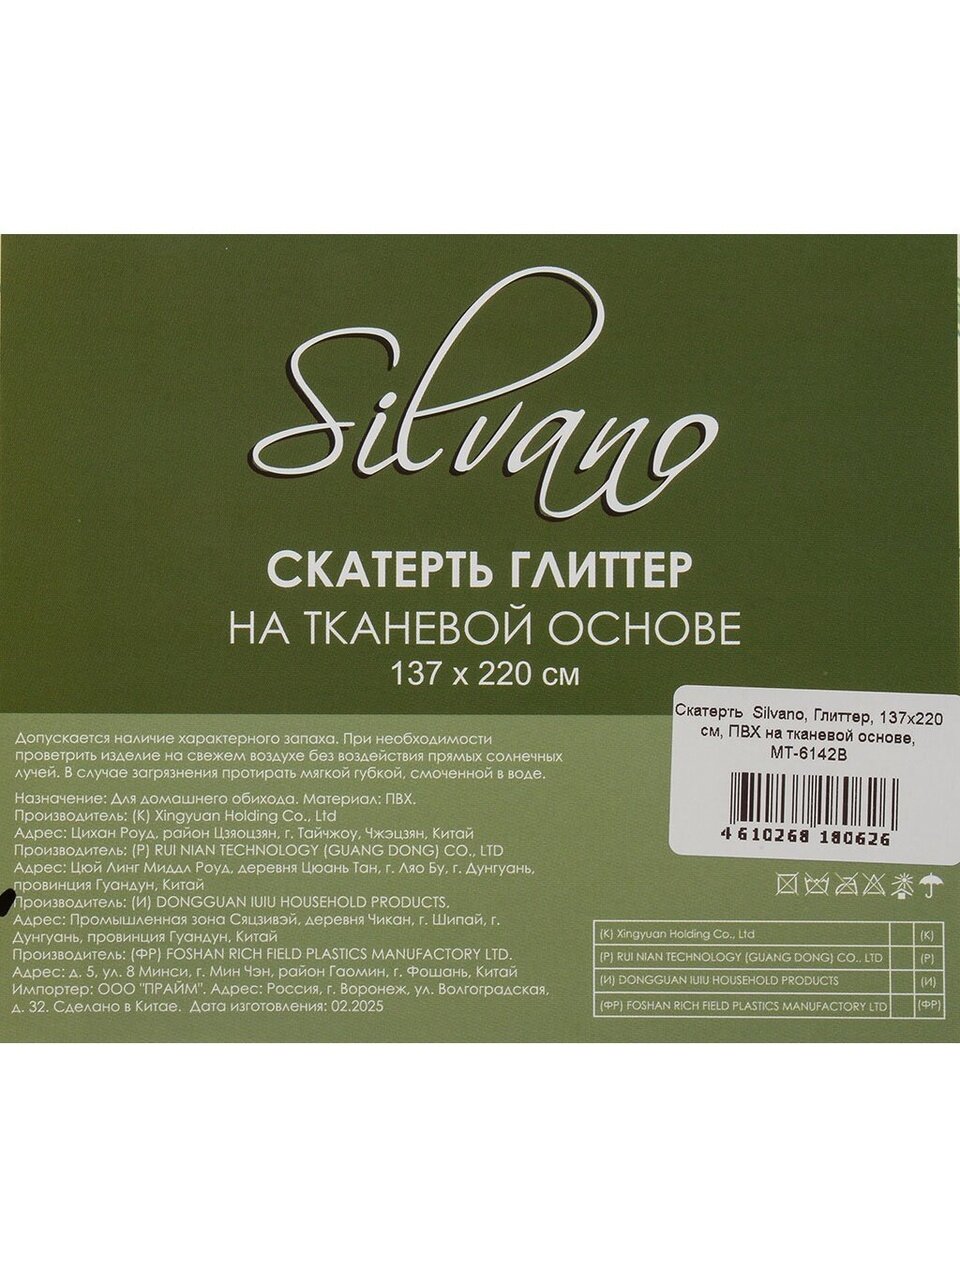 Silvano
СКАТЕРТЬ ГЛИТТЕР
НА ТКАНЕВОЙ ОСНОВЕ
137 x 220 см
Скатерть Silvano, Глиттер, 137x220
см, ПВХ на тканевой основе,
MT-6142B
4 610268 180626
Допускается наличие характерного запаха. При необходимости
проветрить изделие на свежем воздухе без воздействия прямых солнечных
лучей. В случае загрязнения протирать мягкой губкой, смоченной в воде.
Назначение: Для домашнего обихода. Материал: ПВХ.
Производитель: (К) Xingyuan Holding Co., Ltd
Адрес: Цихан Роуд, район Цзяоцзян, г. Тайчжоу, Чжэцзян, Китай
Производитель: (Р) RUI NIAN TECHNOLOGY (GUANG DONG) CO., LTD
Адрес: Цюй Линг Миддл Роуд, деревня Цюань Тан, г. Ляо Бу, г. Дунгуань,
провинция Гуандун, Китай
Производитель: (И) DONGGUAN IUIU HOUSEHOLD PRODUCTS,
Адрес: Промышленная зона Сяцзивэй, деревня Чикан, г. Шипай, г.
Дунгуань, провинция Гуандун, Китай
Производитель: (ФР) FOSHAN RICH FIELD PLASTICS MANUFACTORY LTD.
Адрес: д. 5, ул. 8 Минси, г. Мин Чэн, район Гаомин, г. Фошань, Китай
Импортер: ООО "ПРАЙМ". Адрес: Россия, г. Воронеж, ул. Волгоградская,
д. 32. Сделано в Китае. Дата изготовления: 02.2025
(К) Xingyuan Holding Co., Ltd (К)
(Р) RUI NIAN TECHNOLOGY (GUANG DONG) CO., LTD (Р)
(И) DONGGUAN IUIU HOUSEHOLD PRODUCTS (И)
(ФР) FOSHAN RICH FIELD PLASTICS MANUFACTORY LTD (ФР)